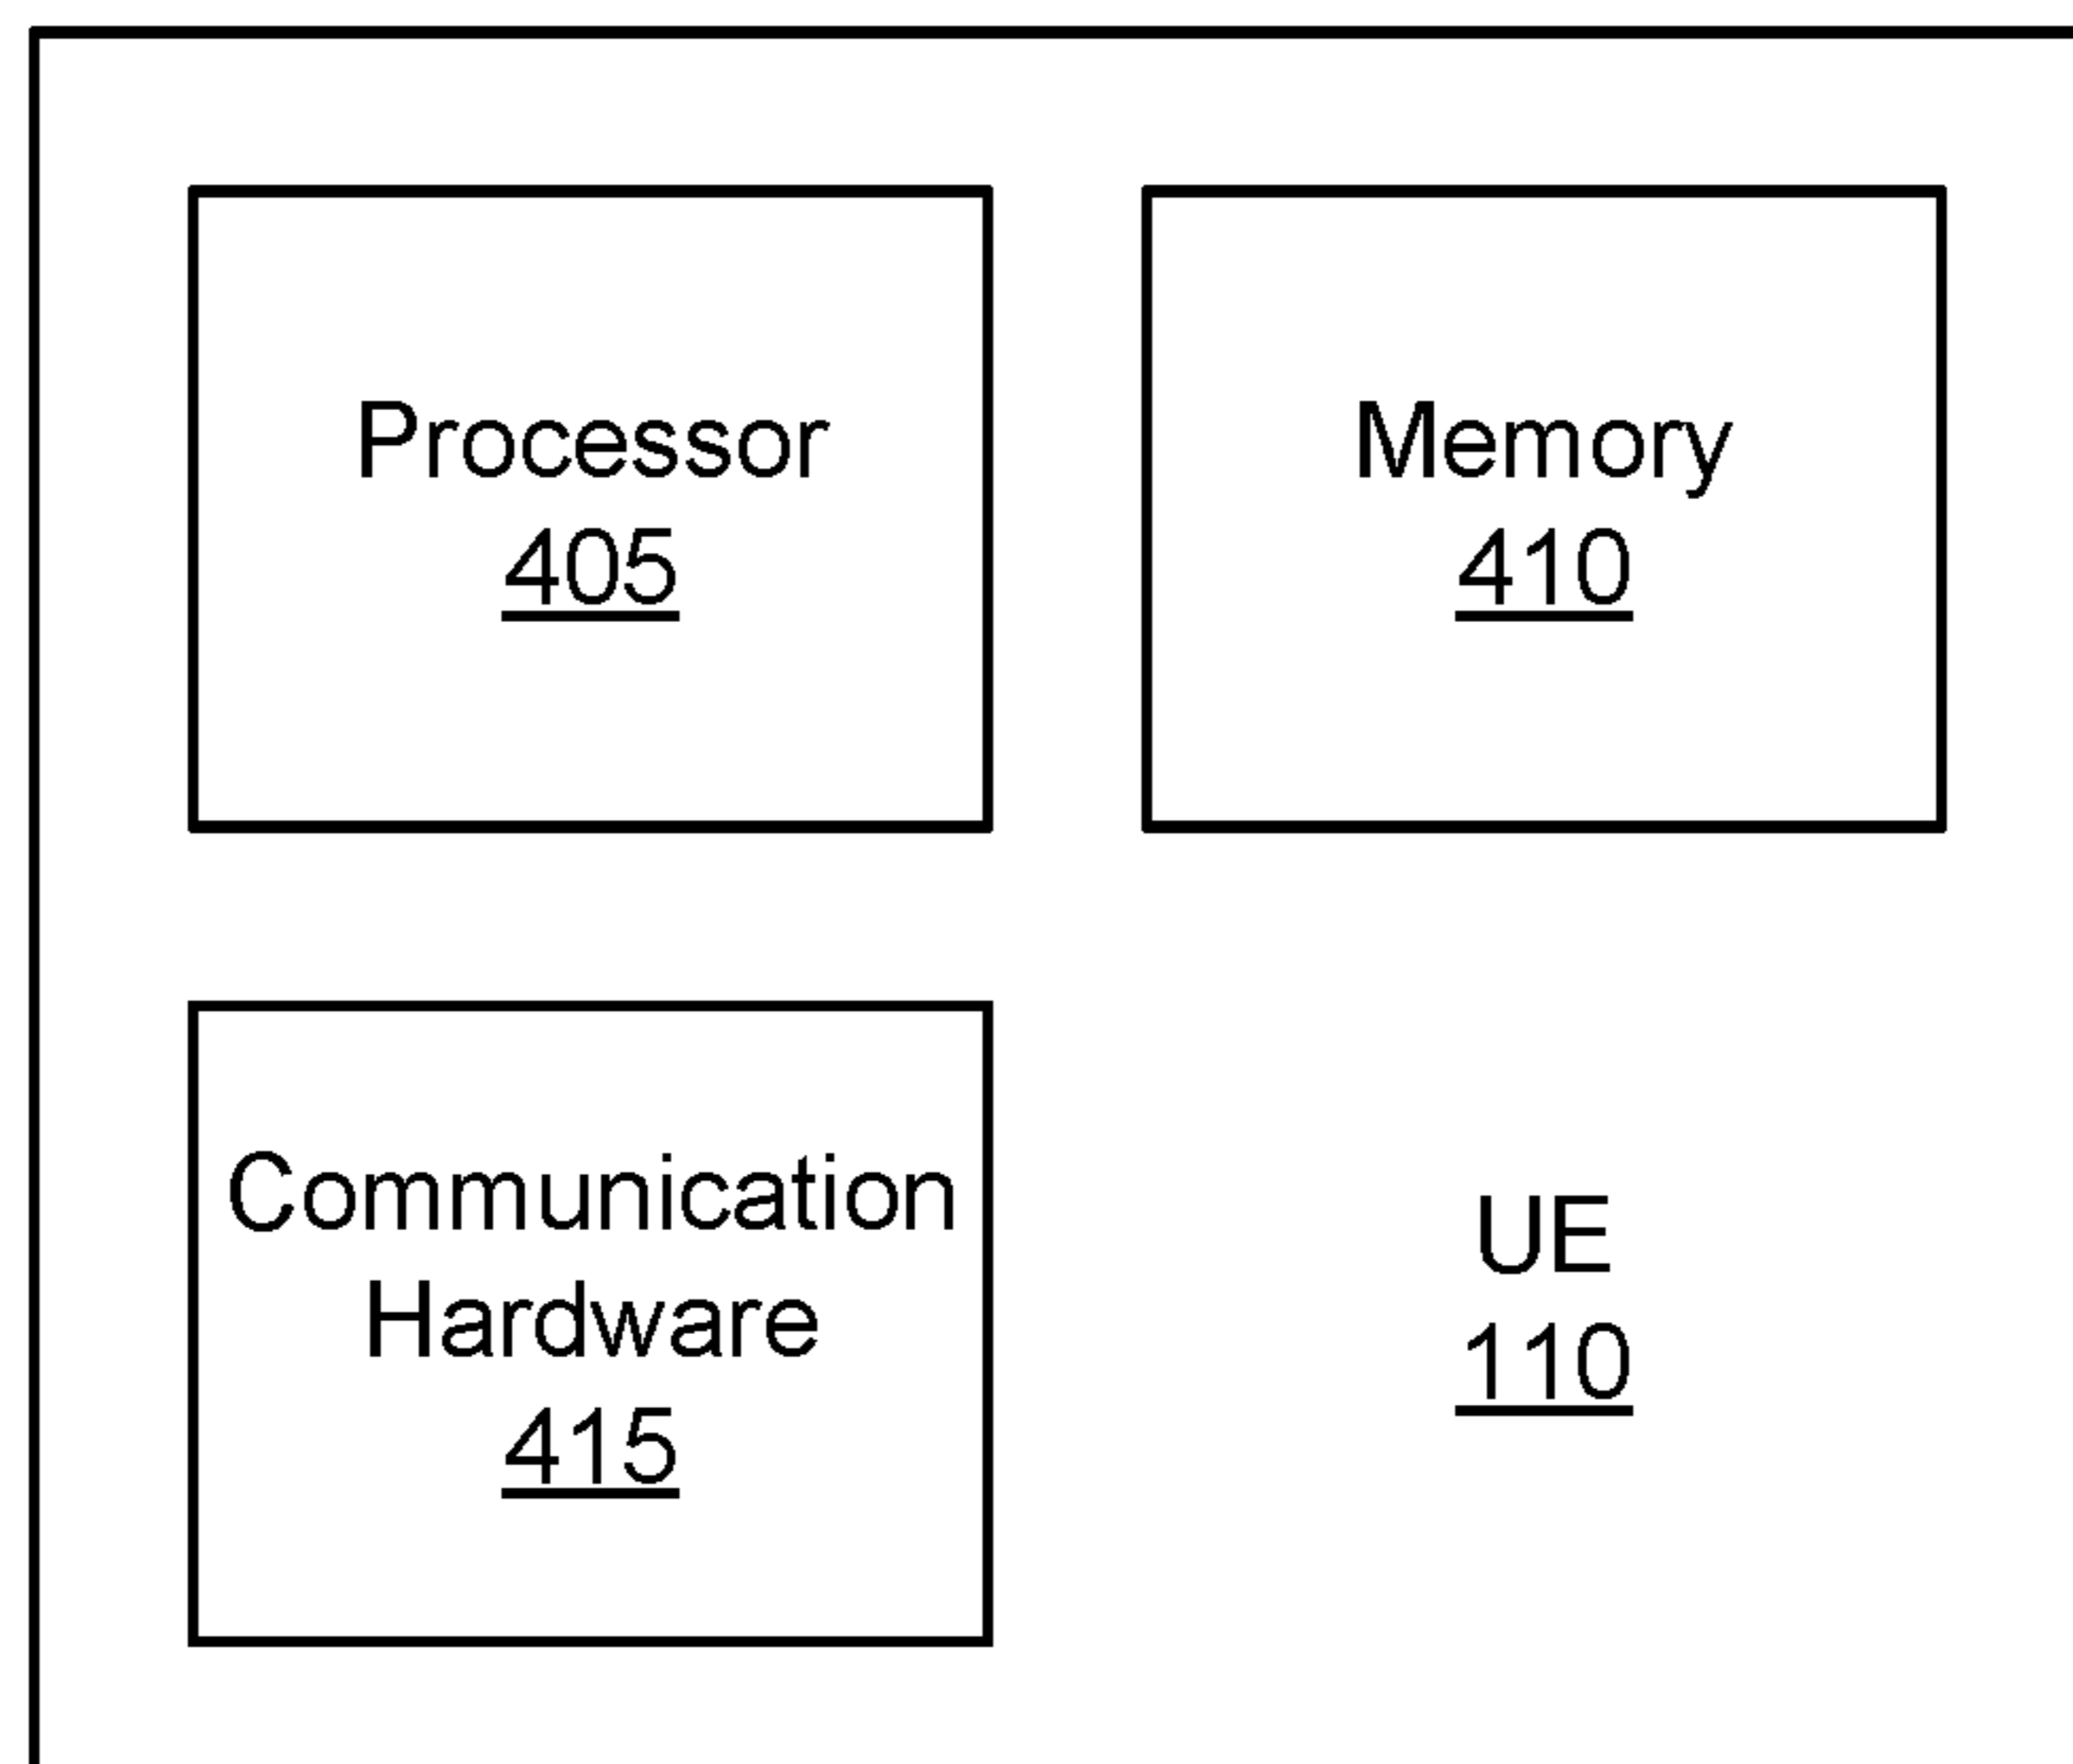 Processor
405
Memory
410
Communication
Hardware
415
UE
110